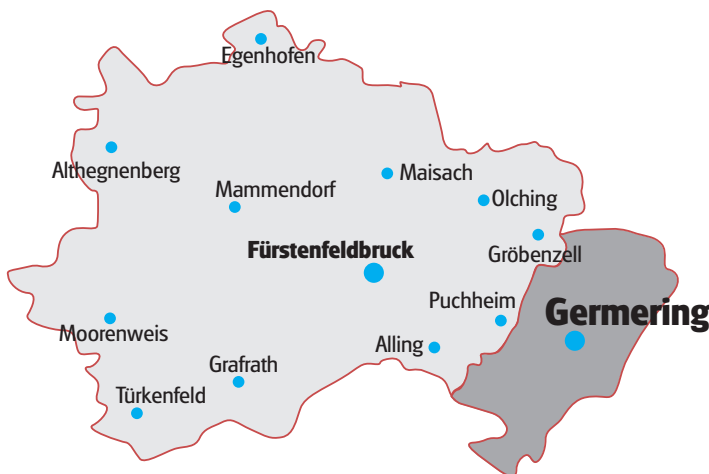 Egenhofen
Althegnenberg
Maisach
Mammendorf
Olching
Fürstenfeldbruck
Gröbenzell
Puchheim
Germering
Moorenweis
Alling
Grafrath
Türkenfeld